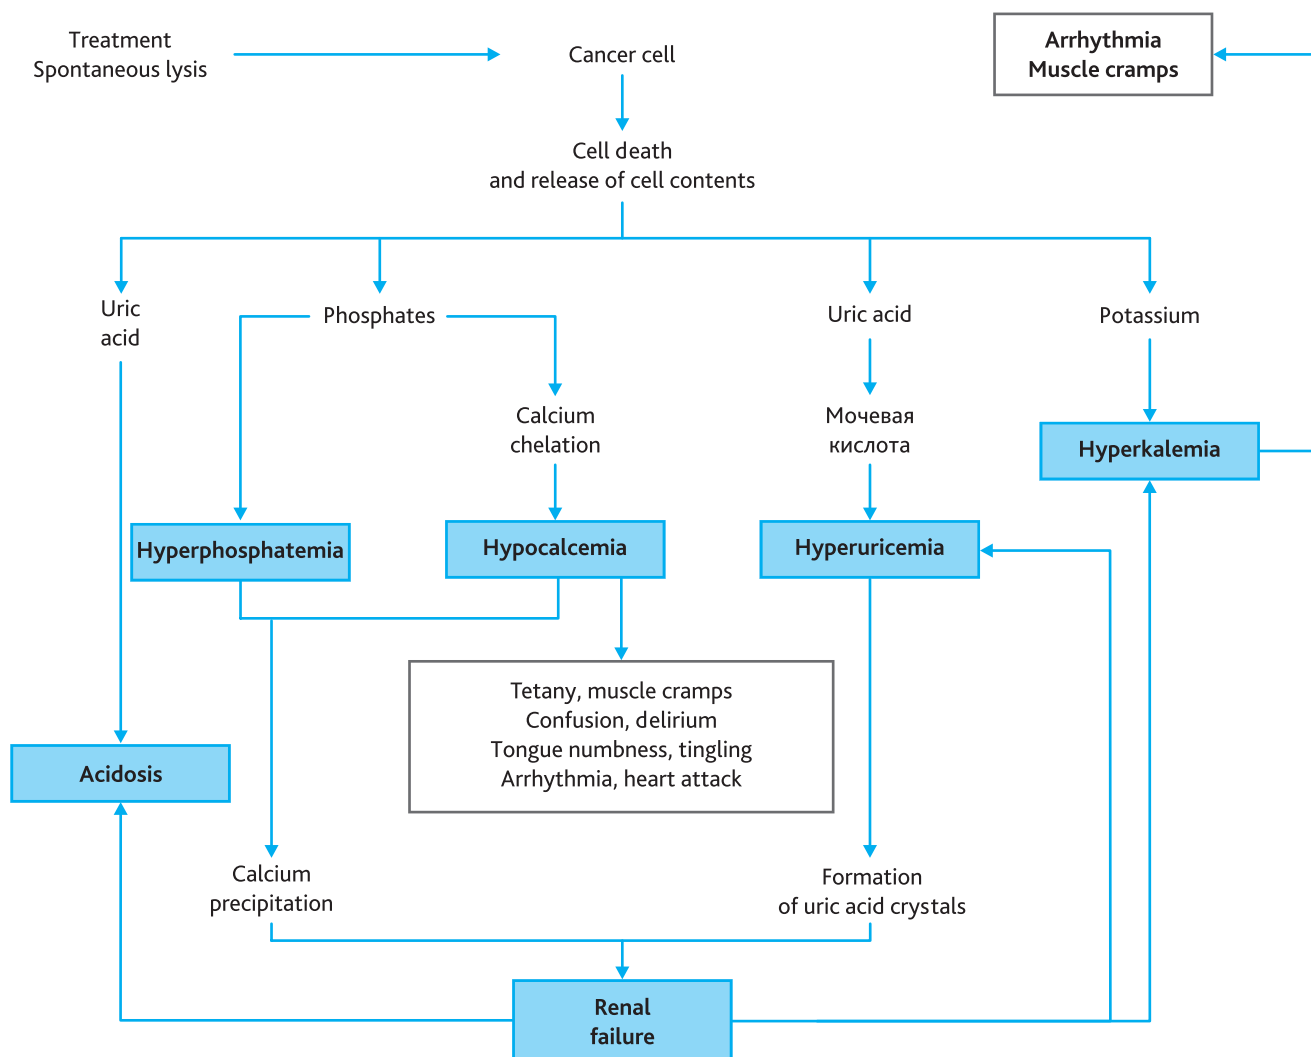 Treatment
Spontaneous lysis
Cancer cell
Arrhythmia
Muscle cramps
Cell death
and release of cell contents
Uric
acid
Phosphates
Uric acid
Potassium
Calcium
chelation
Мочевая
кислота
Hyperkalemia
Hyperphosphatemia
Hypocalcemia
Hyperuricemia
Tetany, muscle cramps
Confusion, delirium
Tongue numbness, tingling
Arrhythmia, heart attack
Acidosis
Calcium
precipitation
Formation
of uric acid crystals
Renal
failure